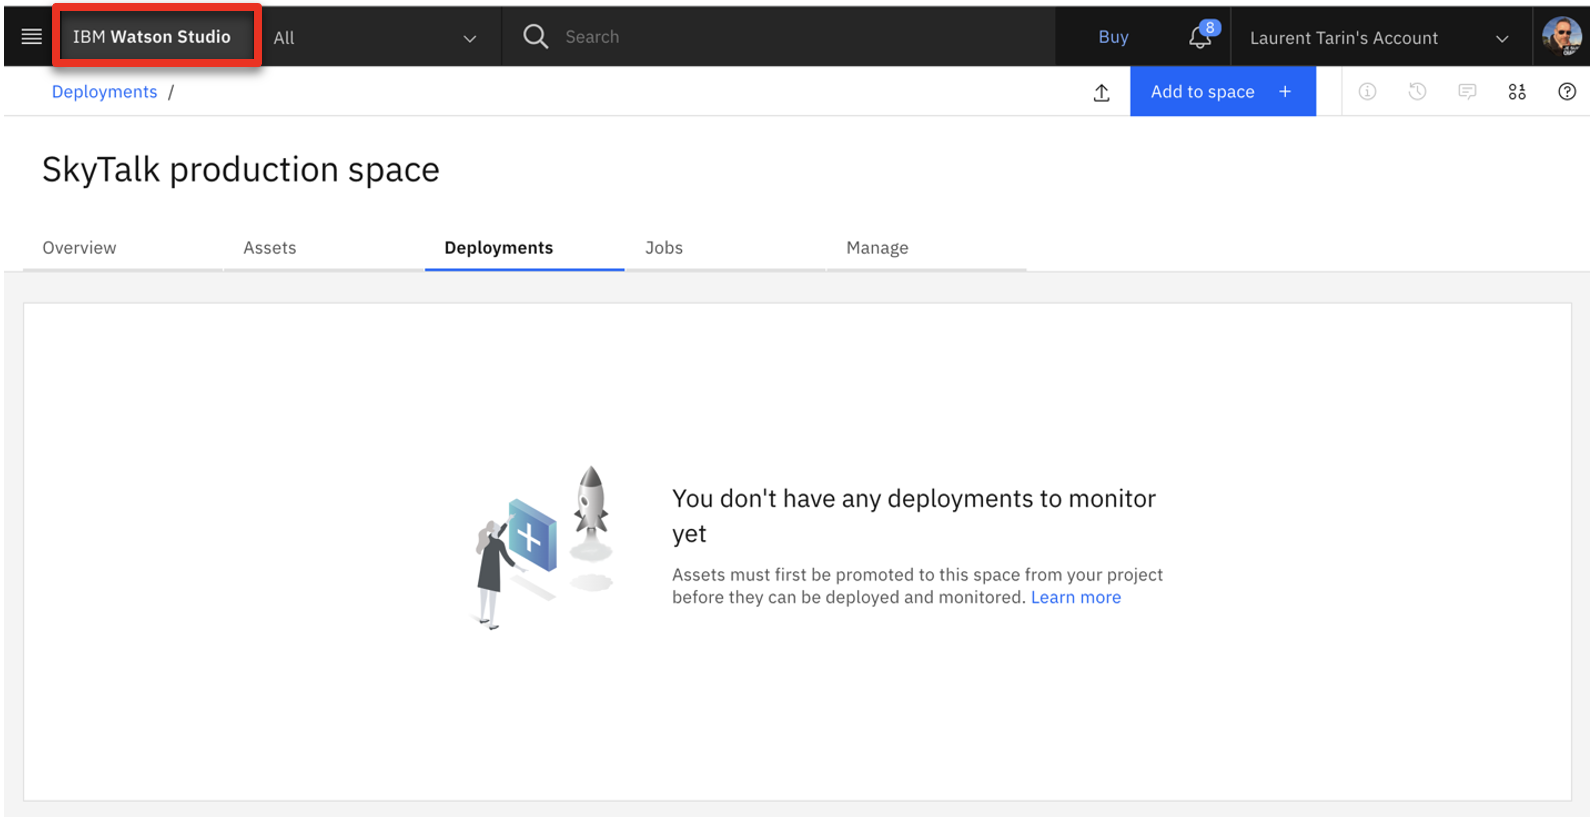 IBM Watson Studio
All
Search
Buy
8
Laurent Tarin's Account
Deployments /
Add to space +
SkyTalk production space
Overview
Assets
Deployments
Jobs
Manage
You don't have any deployments to monitor
yet
Assets must first be promoted to this space from your project
before they can be deployed and monitored. Learn more